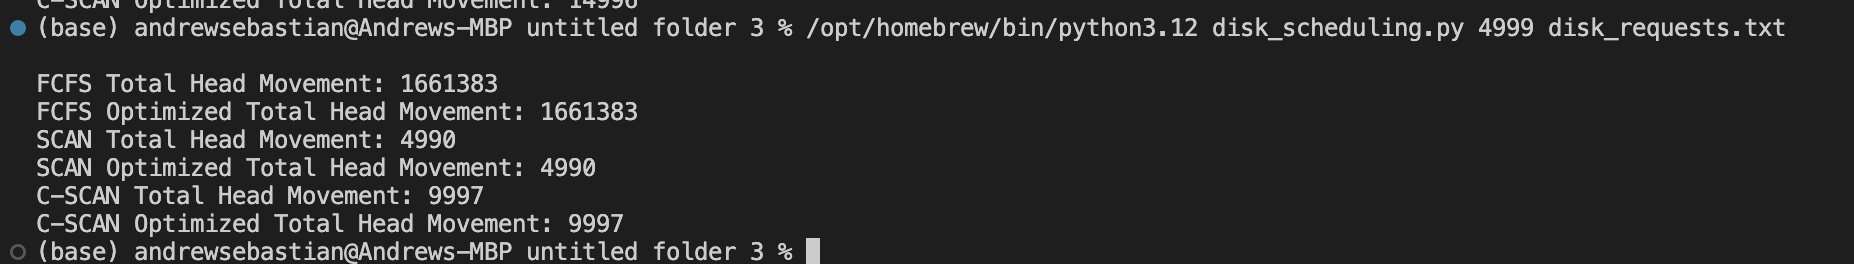 C-SCAN Optimized Total Head Movement: 14996
(base) andrewsebastian@Andrews-MBP untitled folder 3 % /opt/homebrew/bin/python3.12 disk_scheduling.py 4999 disk_requests.txt
FCFS Total Head Movement: 1661383
FCFS Optimized Total Head Movement: 1661383
SCAN Total Head Movement: 4990
SCAN Optimized Total Head Movement: 4990
C-SCAN Total Head Movement: 9997
C-SCAN Optimized Total Head Movement: 9997
(base) andrewsebastian@Andrews-MBP untitled folder 3 %